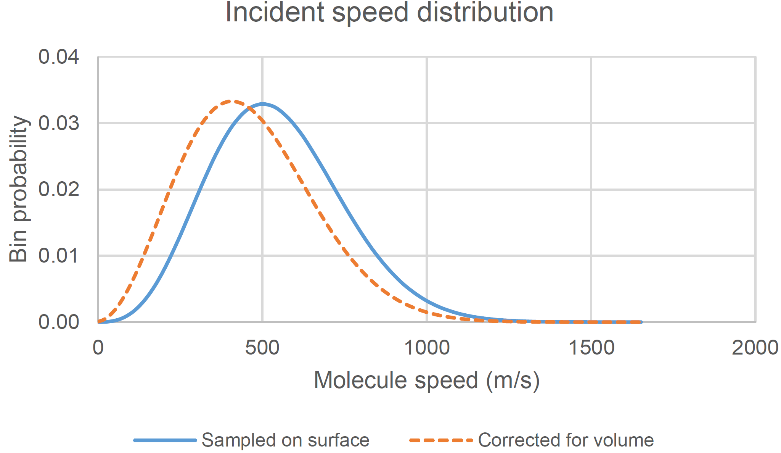 Incident speed distribution
0.04
0.03
0.02
0.01
0.00
Bin probability
0 500 1000 1500 2000
Molecule speed (m/s)
Sampled on surface Corrected for volume